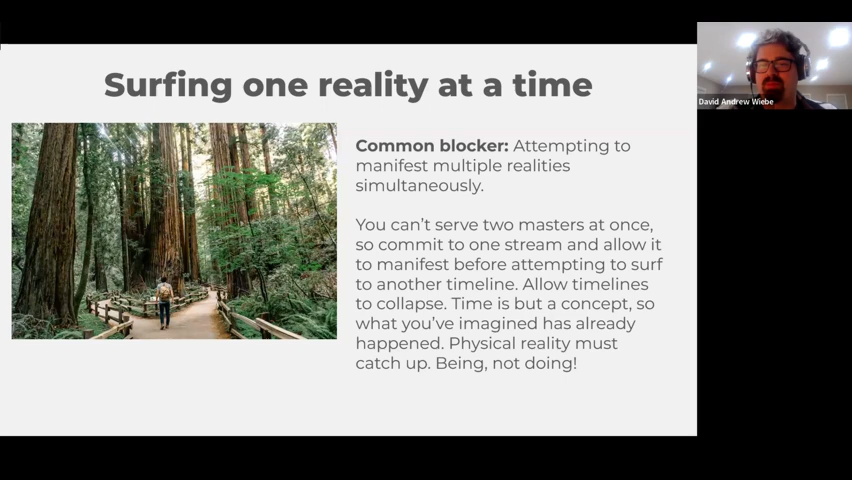 Surfing one reality at a time
Common blocker: Attempting to
manifest multiple realities
simultaneously.
You can't serve two masters at once,
so commit to one stream and allow it
to manifest before attempting to surf
to another timeline. Allow timelines
to collapse. Time is but a concept, so
what you've imagined has already
happened. Physical reality must
catch up. Being, not doing!
David Andrew Wiebe